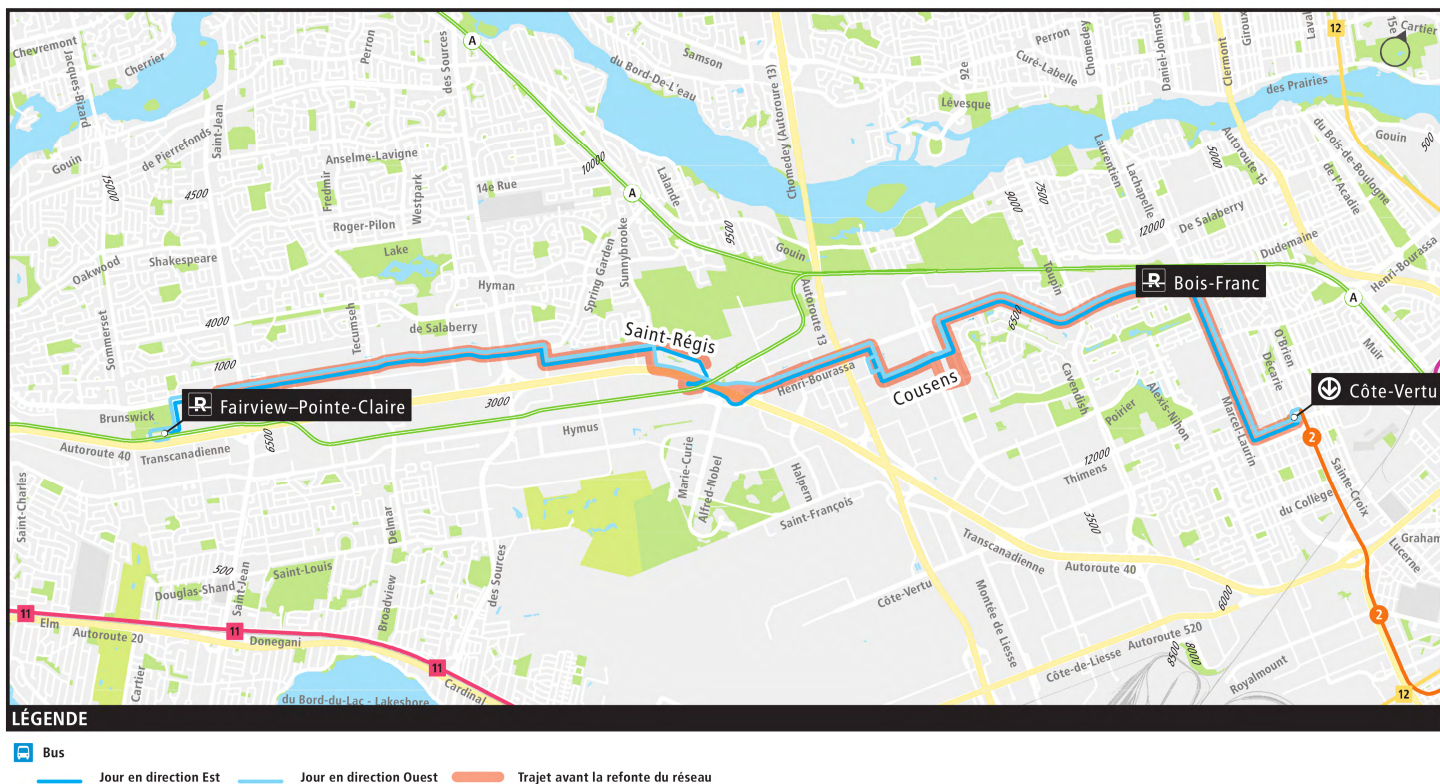 Chevremont
Jacques-Bizard
Cherrier
Perron
des Sources
A
Samson
du Bord-De-L'eau
Chomedey (Autoroure 13)
92e
Perron
Curé-Labelle
Chomedey
Daniel-Johnson
Clermont
Giroux
Laval
12
15e
Cartier
Lévesque
des Prairies
Gouin
15000
de Pierrefonds
Saint-Jean
4500
Anselme-Lavigne
Fredmir
Westpark
14e Rue
10000
A
Lalande
9500
Gouin
9000
7500
Laurentien
Lachapelle
12000
De Salaberry
5000
Autoroute 15
du Bois-de-Boulogne
de l'Acadie
Gouin
500
Dudemaine
Henri-Bourassa
Roger-Pilon
Oakwood
Shakespeare
Lake
Hyman
Spring Garden
Sunnybrooke
Toupin
R Bois-Franc
A
Sommerset
4000
Tecumseh
de Salaberry
Saint-Régis
Autoroute 13
6500
1000
Henri-Bourassa
Cousens
Cavendish
O'Brien
Décarie
Muir
Brunswick
R Fairview–Pointe-Claire
3000
Poirier
Alexis-Nihon
Marcel-Laurin
Côte-Vertu
Autoroute 40
Transcanadienne
6500
Hymus
12000
Thimens
2
Saint-Charles
Marie-Curie
Alfred-Nobel
Halpern
Saint-François
3500
du Collège
Sainte-Croix
Delmar
des Sources
Transcanadienne
Autoroute 40
Graham
Lucerne
500
Douglas-Shand
Saint-Jean
Saint-Louis
Broadview
Côte-Vertu
Montée de Liesse
6000
11
Elm
Autoroute 20
11
Donegani
11
Cardinal
Cartier
du Bord-du-Lac - Lakeshore
Autoroute 520
Côte-de-Liesse
8500
8000
Royalmount
2
12
LÉGENDE
Bus
Jour en direction Est Jour en direction Ouest Trajet avant la refonte du réseau